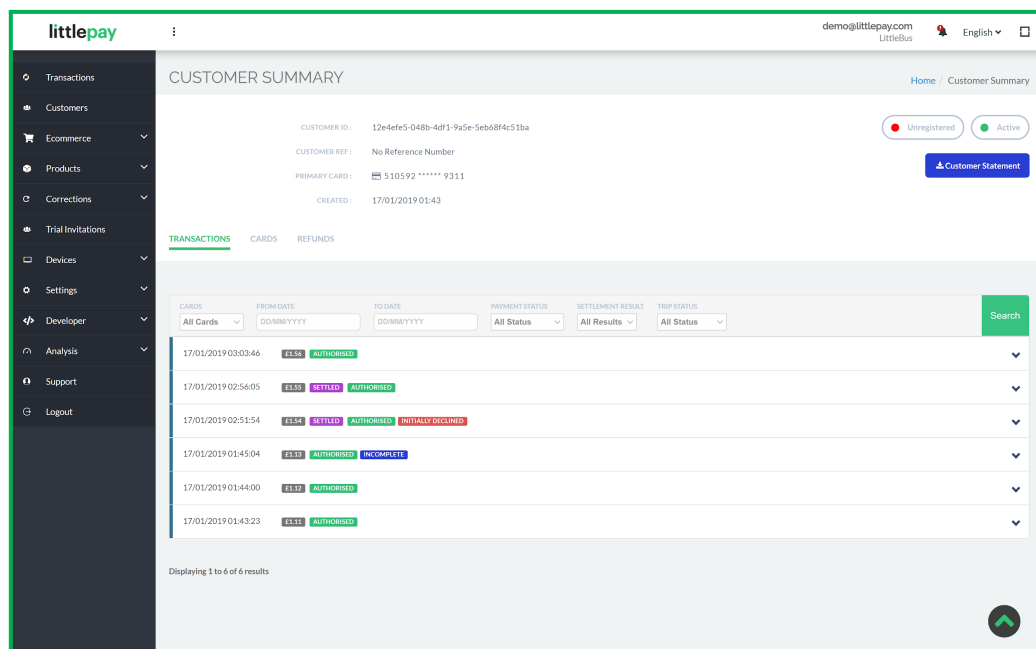 littlepay
demo@littlepay.com
LittleBus
English
Transactions
Customers
Ecommerce
Products
Corrections
Trial Invitations
Devices
Settings
Developer
Analysis
Support
Logout
CUSTOMER SUMMARY
Home / Customer Summary
CUSTOMER ID : 12e4efe5-048b-4df1-9a5e-5eb68f4c51ba
Unregistered Active
CUSTOMER REF : No Reference Number
Customer Statement
PRIMARY CARD : 510592 ****** 9311
CREATED : 17/01/2019 01:43
TRANSACTIONS CARDS REFUNDS
CARDS FROM DATE TO DATE PAYMENT STATUS SETTLEMENT RESULT TRIP STATUS
All Cards DD/MM/YYYY DD/MM/YYYY All Status All Results All Status Search
17/01/2019 03:03:46 £1.56 AUTHORISED
17/01/2019 02:56:05 £1.55 SETTLED AUTHORISED
17/01/2019 02:51:54 £1.54 SETTLED AUTHORISED INITIALLY DECLINED
17/01/2019 01:45:04 £1.13 AUTHORISED INCOMPLETE
17/01/2019 01:44:00 £1.12 AUTHORISED
17/01/2019 01:43:23 £1.11 AUTHORISED
Displaying 1 to 6 of 6 results